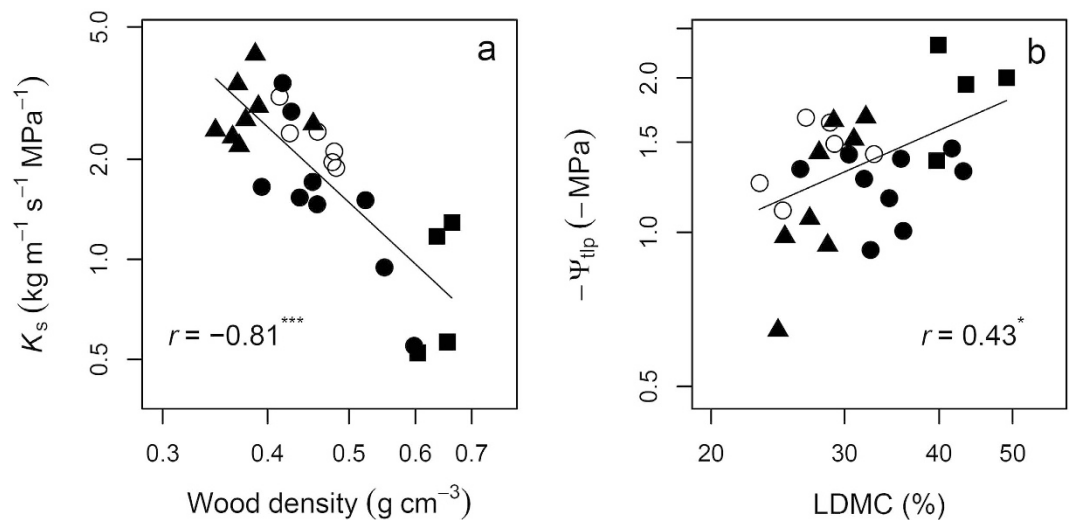 a
5.0
2.0
1.0
0.5
Kₛ (kg m⁻¹ s⁻¹ MPa⁻¹)
r = −0.81***
0.3 0.4 0.5 0.6 0.7
Wood density (g cm⁻³)
b
2.0
1.5
1.0
0.5
−Ψtlp (−MPa)
r = 0.43*
20 30 40 50
LDMC (%)